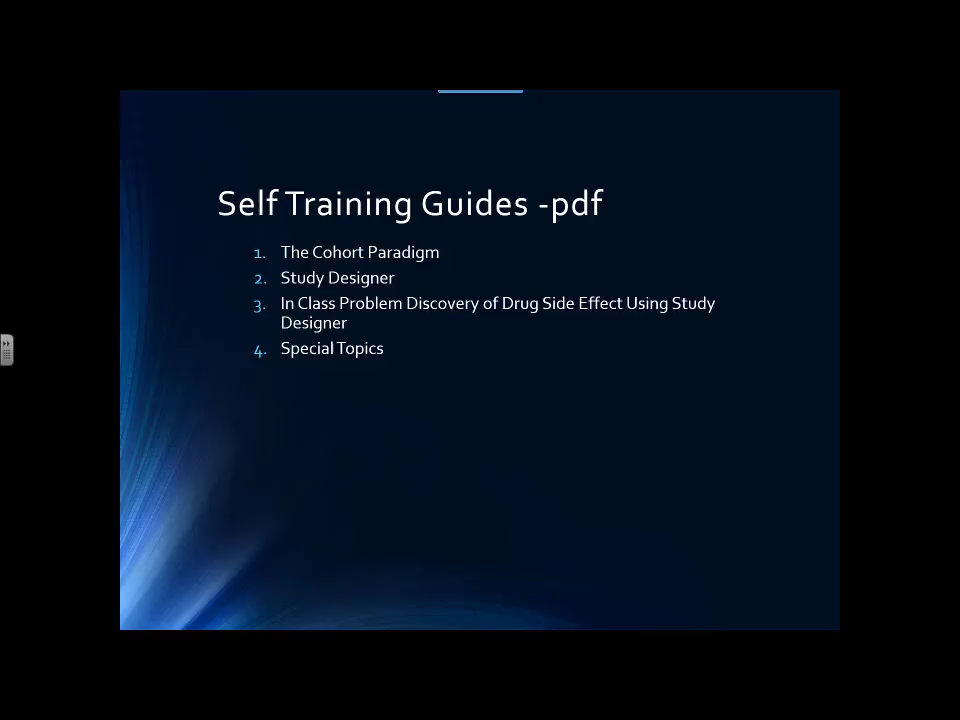 Self Training Guides -pdf
1. The Cohort Paradigm
2. Study Designer
3. In Class Problem Discovery of Drug Side Effect Using Study
Designer
4. Special Topics